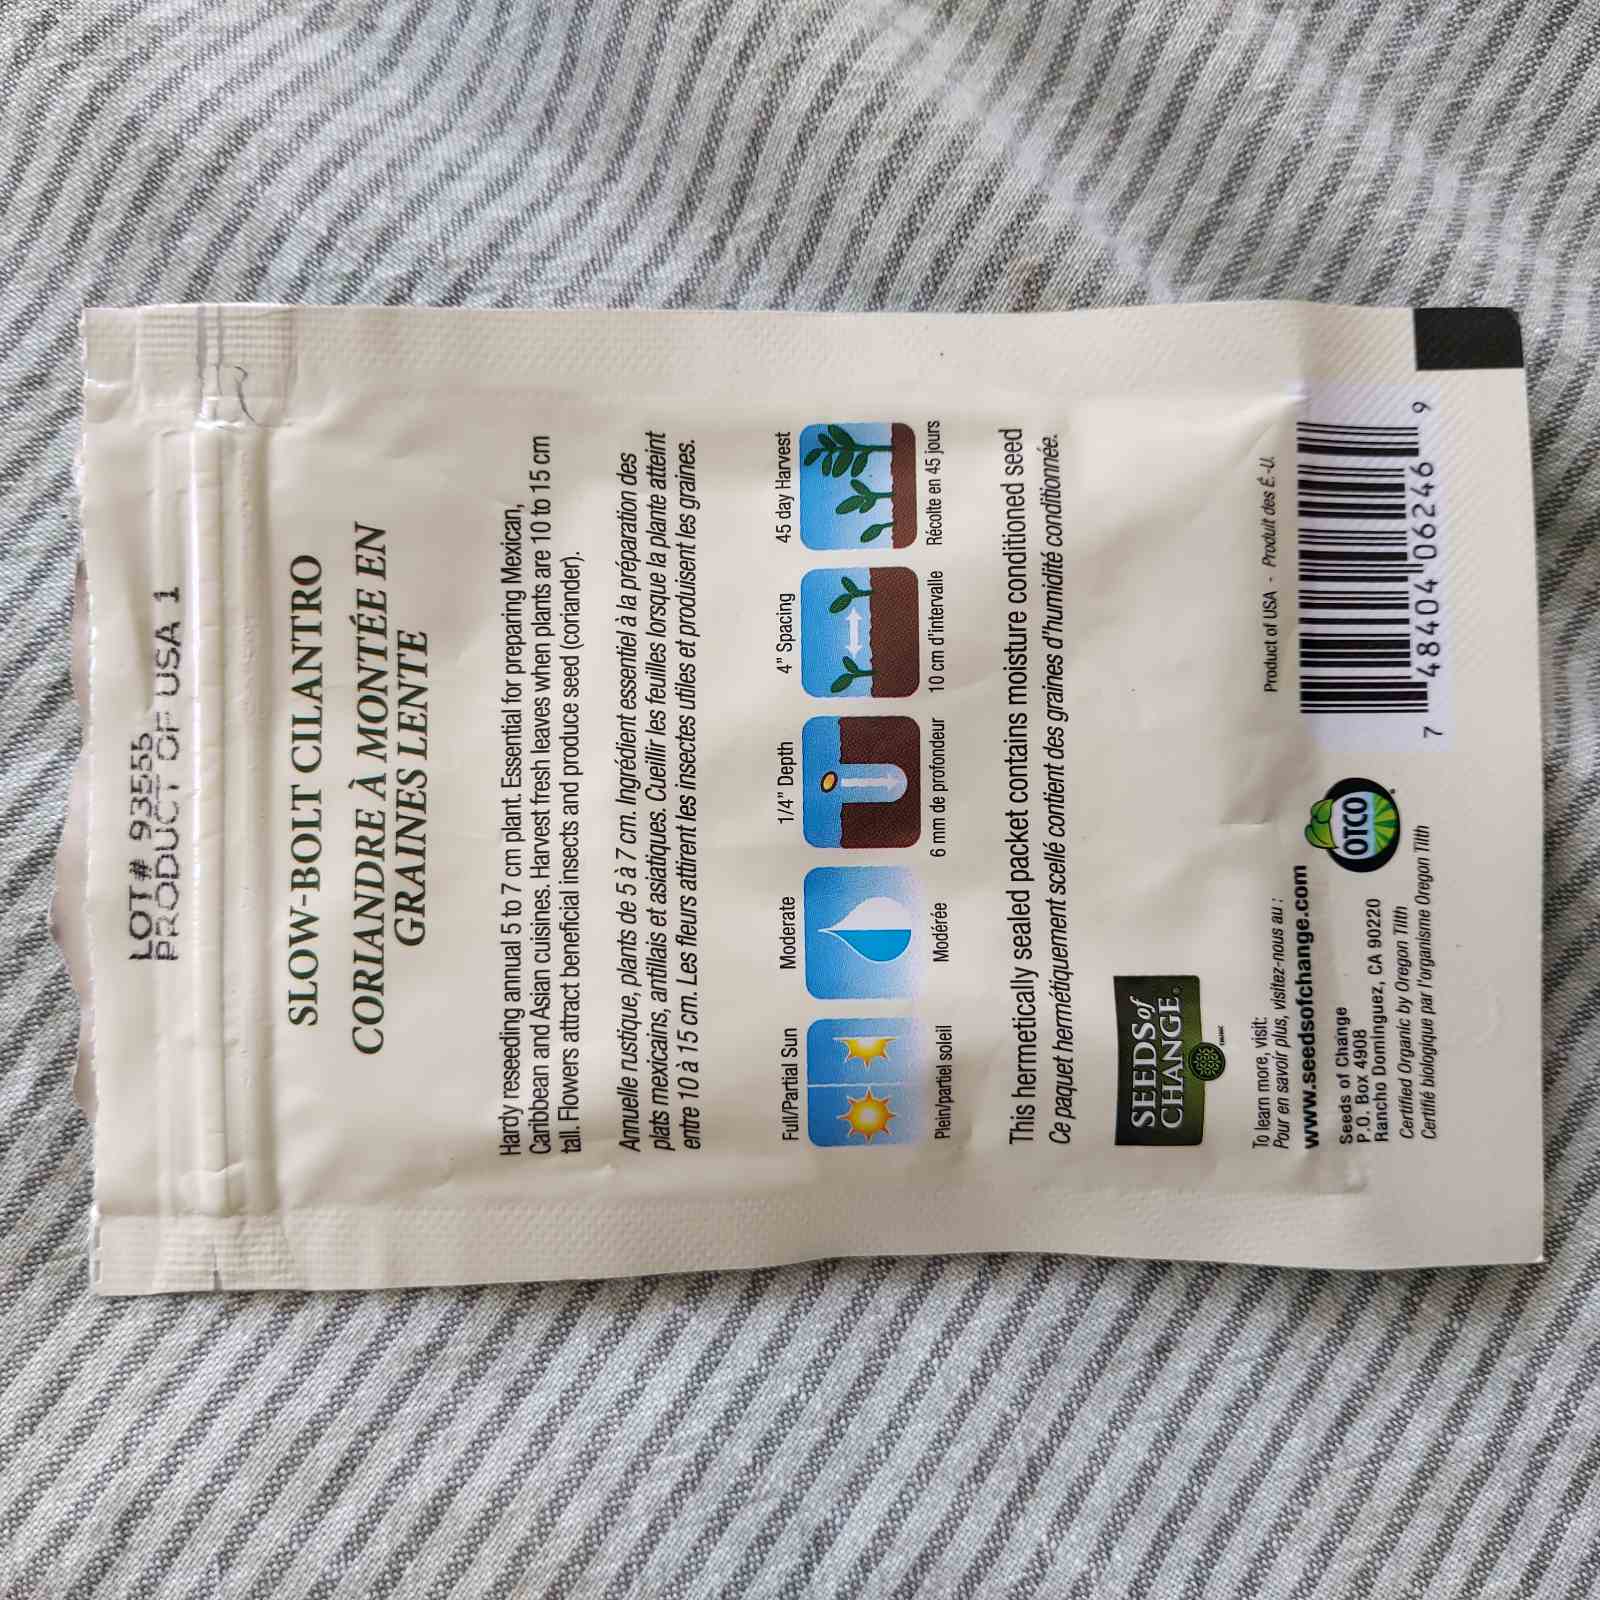 LOT# 93555
PRODUCT OF USA 1
SLOW-BOLT CILANTRO
CORIANDRE À MONTÉE EN
GRAINES LENTE
Hardy reseeding annual 5 to 7 cm plant. Essential for preparing Mexican,
Caribbean and Asian cuisines. Harvest fresh leaves when plants are 10 to 15 cm
tall. Flowers attract beneficial insects and produce seed (coriander).
Annuelle rustique, plants de 5 à 7 cm. Ingrédient essentiel à la préparation des
plats mexicains, antillais et asiatiques. Cueillir les feuilles lorsque la plante atteint
entre 10 à 15 cm. Les fleurs attirent les insectes utiles et produisent les graines.
Full/Partial Sun
Moderate
1/4" Depth
4" Spacing
45 day Harvest
Plein/partiel soleil
Modérée
6 mm de profondeur
10 cm d'intervalle
Récolte en 45 jours
This hermetically sealed packet contains moisture conditioned seed
Ce paquet hermétiquement scellé contient des graines d'humidité conditionnée.
SEEDS of
CHANGE®
To learn more, visit:
Pour en savoir plus, visitez-nous au :
www.seedsofchange.com
Seeds of Change
P.O. Box 4908
Rancho Dominguez, CA 90220
Certified Organic by Oregon Tilth
Certifié biologique par l'organisme Oregon Tilth
OTCO
Product of USA - Produit des É.-U.
7 48404 06246 9